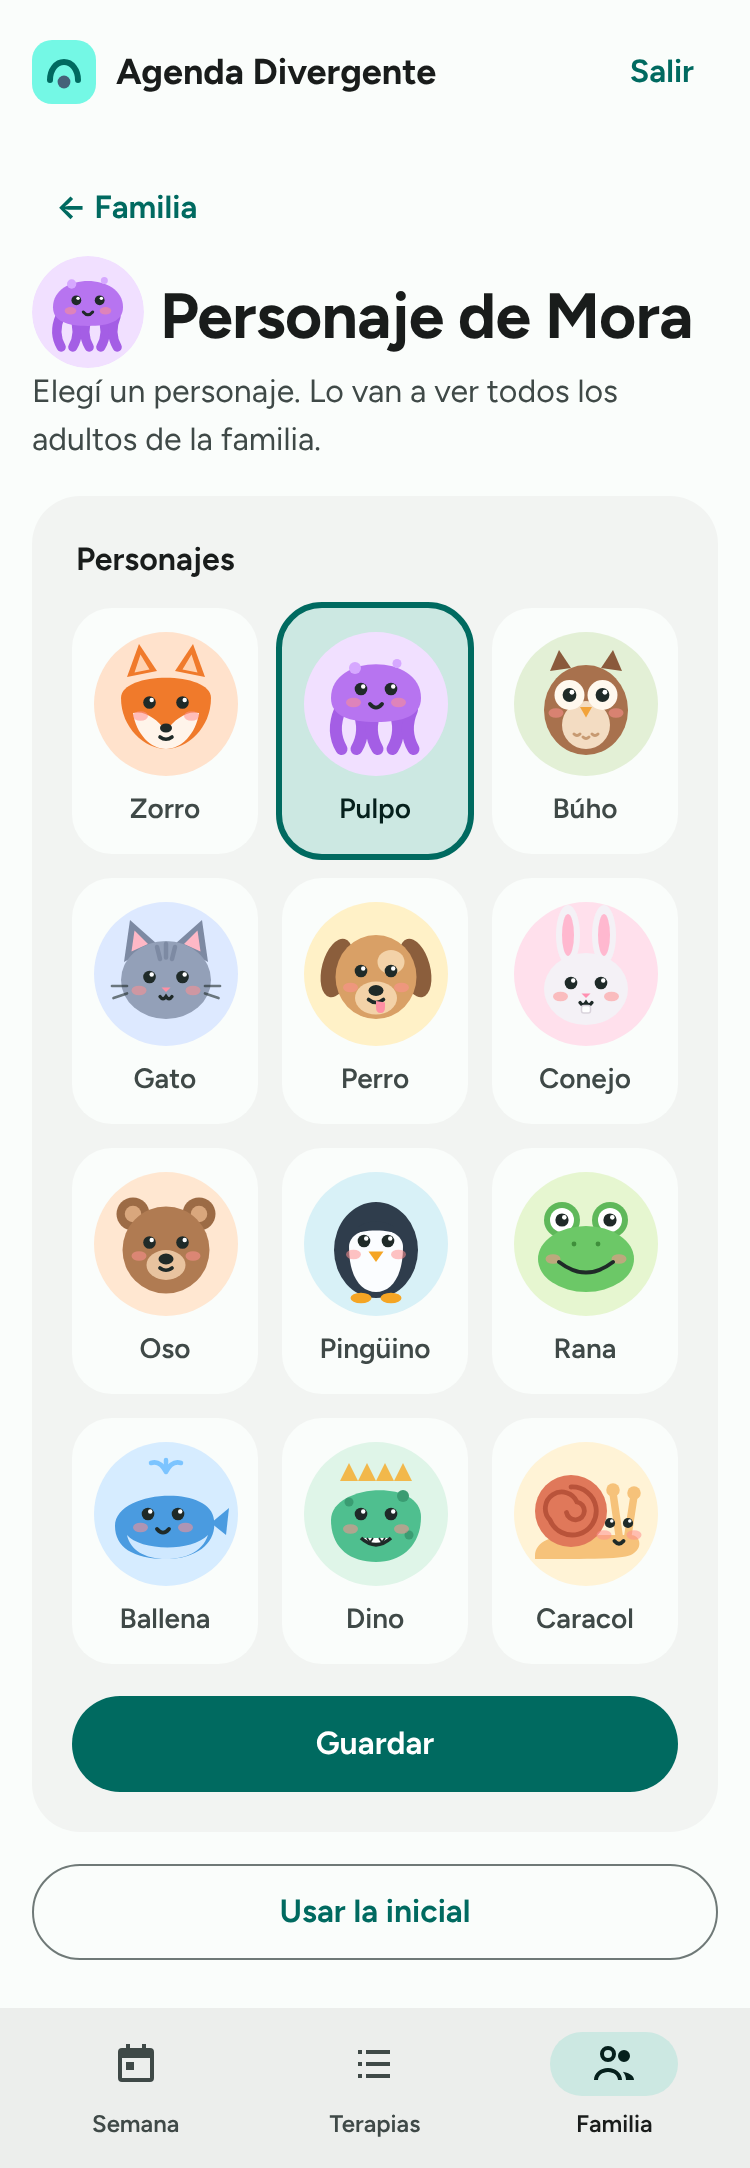 Agenda Divergente
Salir
← Familia
Personaje de Mora
Elegí un personaje. Lo van a ver todos los
adultos de la familia.
Personajes
Zorro
Pulpo
Búho
Gato
Perro
Conejo
Oso
Pingüino
Rana
Ballena
Dino
Caracol
Guardar
Usar la inicial
Semana
Terapias
Familia